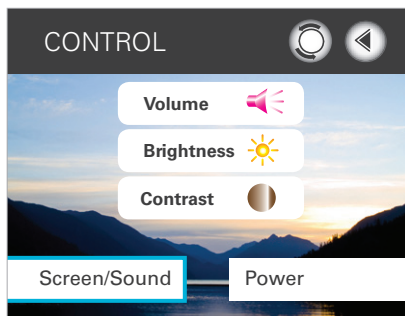 CONTROL
Volume
Brightness
Contrast
Screen/Sound
Power